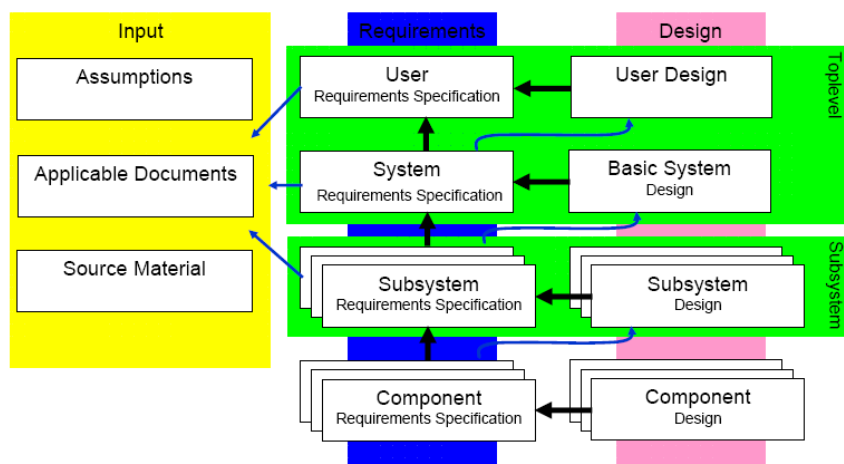 Input
Requirements
Design
Assumptions
User
Requirements Specification
User Design
Toplevel
Applicable Documents
System
Requirements Specification
Basic System
Design
Source Material
Subsystem
Requirements Specification
Subsystem
Design
Subsystem
Component
Requirements Specification
Component
Design